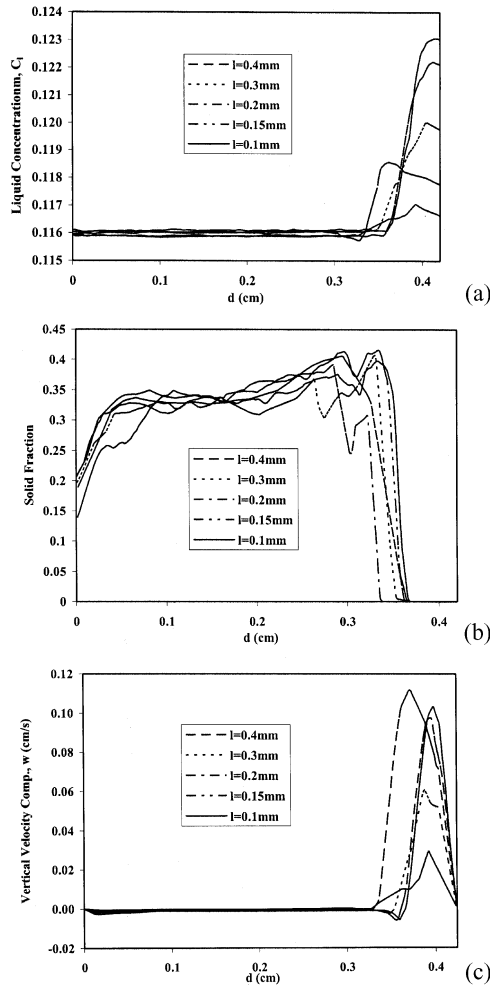 0.124
0.123
0.122
0.121
0.120
0.119
0.118
0.117
0.116
0.115
Liquid Concentrationm, Cl
l=0.4mm
l=0.3mm
l=0.2mm
l=0.15mm
l=0.1mm
0
0.1
0.2
0.3
0.4
d (cm)
(a)
0.45
0.4
0.35
0.3
0.25
0.2
0.15
0.1
0.05
0
Solid Fraction
l=0.4mm
l=0.3mm
l=0.2mm
l=0.15mm
l=0.1mm
0
0.1
0.2
0.3
0.4
d (cm)
(b)
0.12
0.10
0.08
0.06
0.04
0.02
0.00
-0.02
Vertical Velocity Comp., w (cm/s)
l=0.4mm
l=0.3mm
l=0.2mm
l=0.15mm
l=0.1mm
0
0.1
0.2
0.3
0.4
d (cm)
(c)